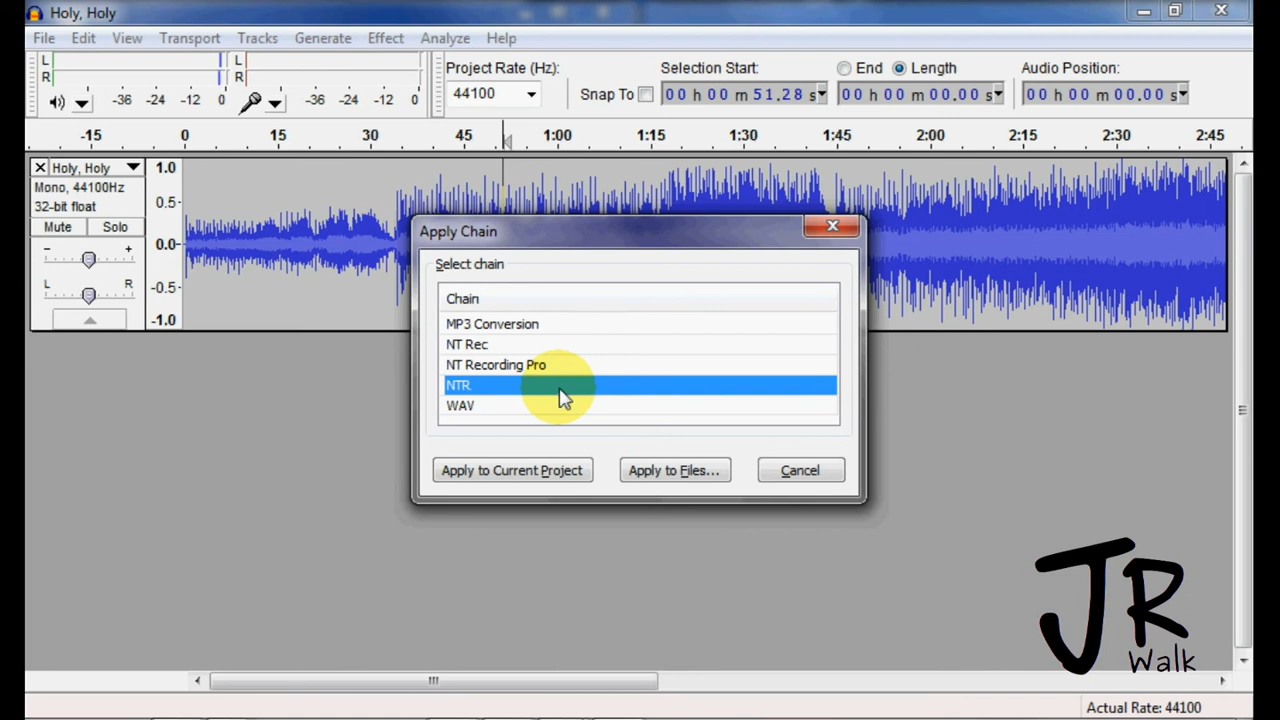 Holy, Holy
File Edit View Transport Tracks Generate Effect Analyze Help
L
R
-36 -24 -12 0
L
R
-36 -24 -12 0
Project Rate (Hz):
44100
Snap To
Selection Start:
00 h 00 m 51.28 s
End Length
00 h 00 m 00.00 s
Audio Position:
00 h 00 m 00.00 s
-15 0 15 30 45 1:00 1:15 1:30 1:45 2:00 2:15 2:30 2:45
Holy, Holy
Mono, 44100Hz
32-bit float
Mute Solo
- +
L R
1.0
0.5-
0.0-
-0.5-
-1.0
Apply Chain
Select chain
Chain
MP3 Conversion
NT Rec
NT Recording Pro
NTR
WAV
Apply to Current Project Apply to Files... Cancel
JR
Walk
Actual Rate: 44100